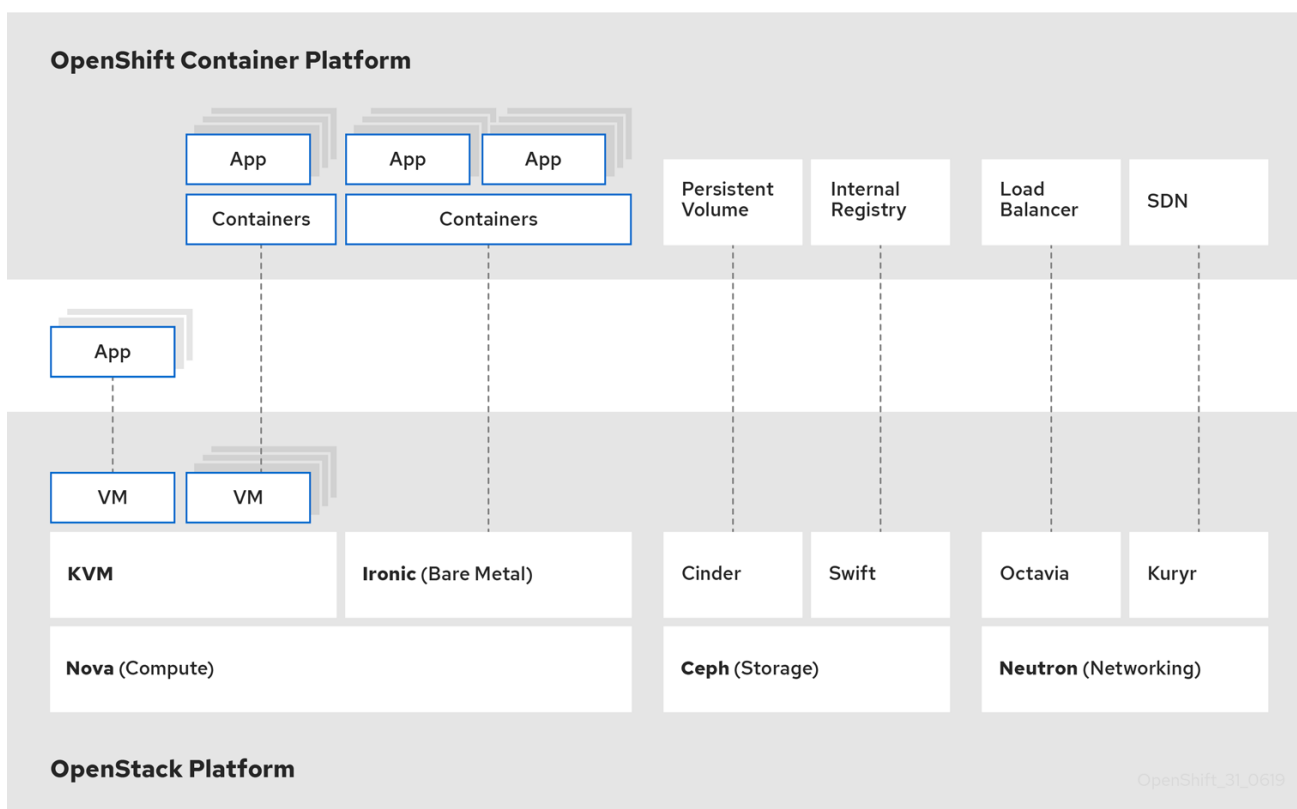 OpenShift Container Platform
App
App
App
Containers
Containers
Persistent
Volume
Internal
Registry
Load
Balancer
SDN
App
VM
VM
KVM
Ironic (Bare Metal)
Cinder
Swift
Octavia
Kuryr
Nova (Compute)
Ceph (Storage)
Neutron (Networking)
OpenStack Platform
OpenShift_31_0619